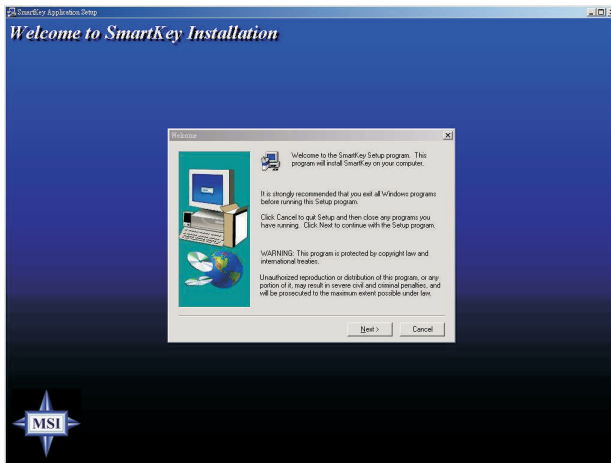 SmartKey Application Setup
Welcome to SmartKey Installation
Welcome
Welcome to the SmartKey Setup program. This
program will install SmartKey on your computer.
It is strongly recommended that you exit all Windows programs
before running this Setup program.
Click Cancel to quit Setup and then close any programs you
have running. Click Next to continue with the Setup program.
WARNING: This program is protected by copyright law and
international treaties.
Unauthorized reproduction or distribution of this program, or any
portion of it, may result in severe civil and criminal penalties, and
will be prosecuted to the maximum extent possible under law.
Next >
Cancel
MSI